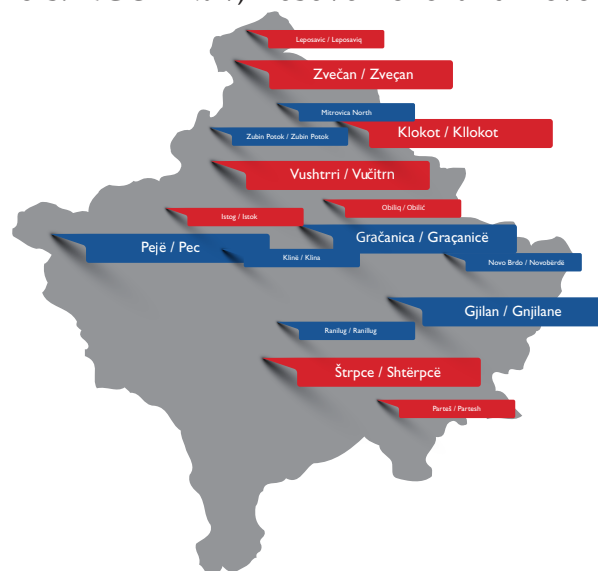 Leposavic / Leposaviq
Zvečan / Zveçan
Mitrovica North
Klokot / Kllokot
Zubin Potok / Zubin Potok
Vushtrri / Vučitrn
Obiliq / Obilić
Istog / Istok
Gračanica / Graçanicë
Pejë / Pec
Klinë / Klina
Novo Brdo / Novobërdë
Gjilan / Gnjilane
Ranilug / Ranillug
Štrpce / Shtërpcë
Parteš / Partesh